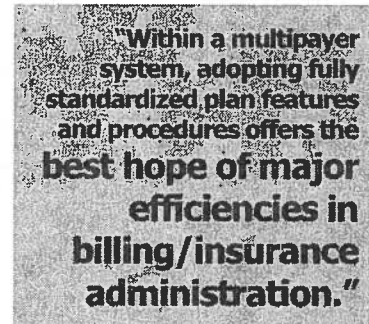 "Within a multipayer
system, adopting fully
standardized plan features
and procedures offers the
best hope of major
efficiencies in
billing/insurance
administration."